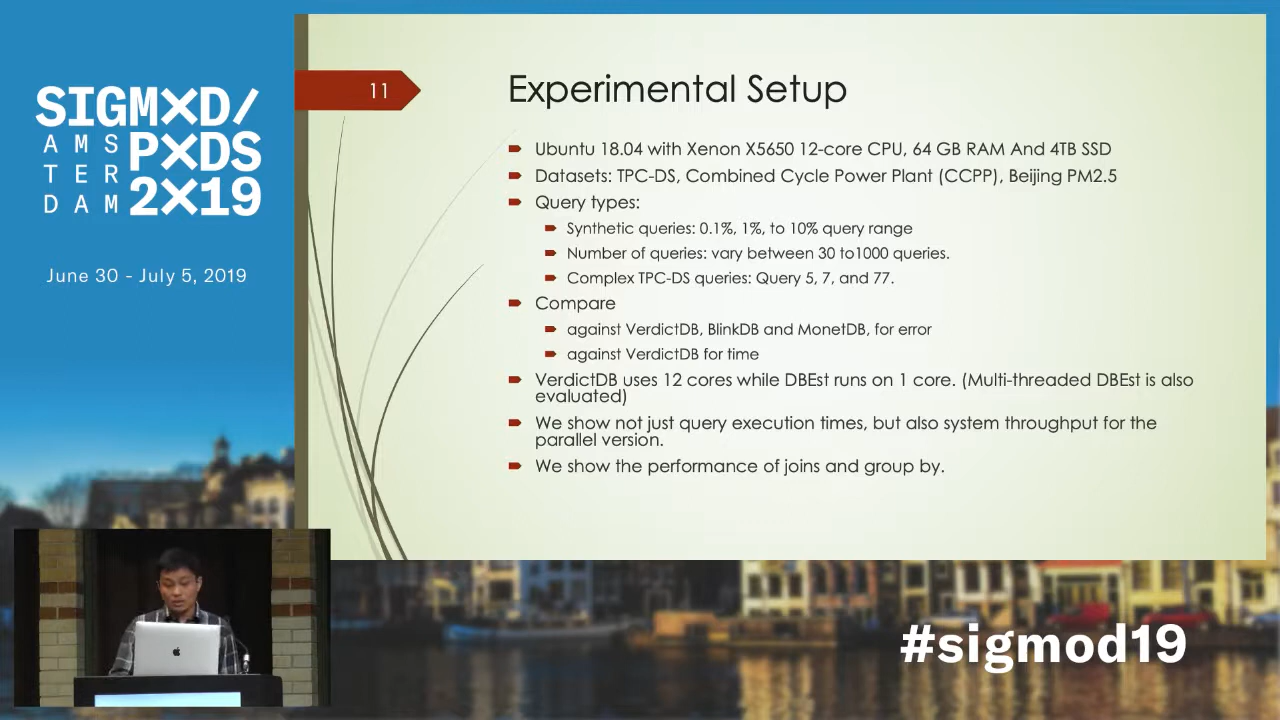 SIGMXD/
AMS PXDS
TER
DAM 2X19
June 30 - July 5, 2019
11
Experimental Setup
Ubuntu 18.04 with Xenon X5650 12-core CPU, 64 GB RAM And 4TB SSD
Datasets: TPC-DS, Combined Cycle Power Plant (CCPP), Beijing PM2.5
Query types:
Synthetic queries: 0.1%, 1%, to 10% query range
Number of queries: vary between 30 to1000 queries.
Complex TPC-DS queries: Query 5, 7, and 77.
Compare
against VerdictDB, BlinkDB and MonetDB, for error
against VerdictDB for time
VerdictDB uses 12 cores while DBEst runs on 1 core. (Multi-threaded DBEst is also
evaluated)
We show not just query execution times, but also system throughput for the
parallel version.
We show the performance of joins and group by.
#sigmod19